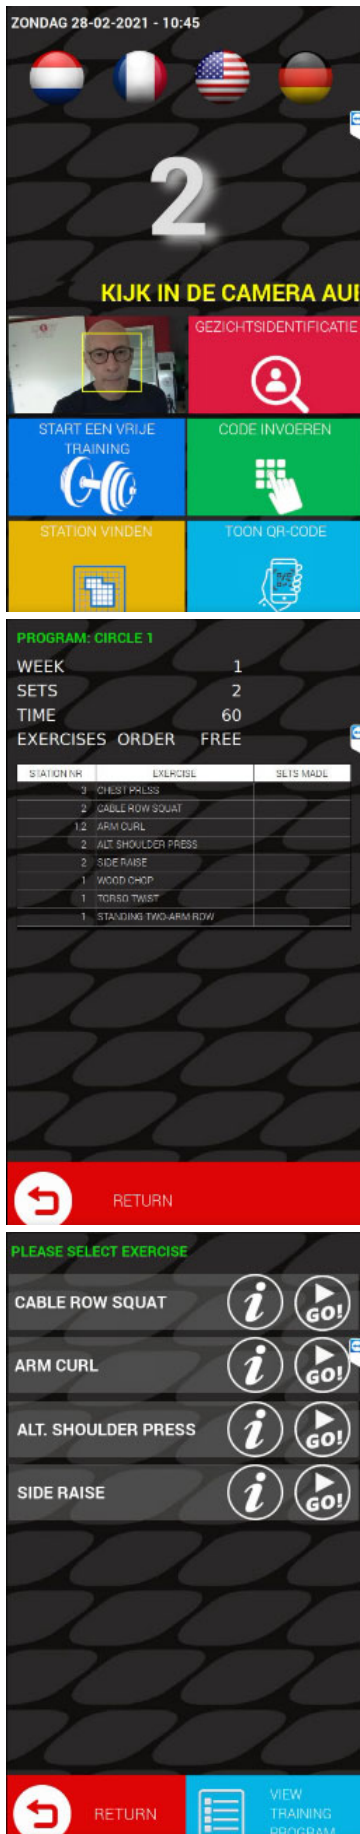 ZONDAG 28-02-2021 - 10:45
2
KIJK IN DE CAMERA AUB
GEZICHTSIDENTIFICATIE
START EEN VRIJE
TRAINING
CODE INVOEREN
STATION VINDEN
TOON QR-CODE
PROGRAM: CIRCLE 1
WEEK 1
SETS 2
TIME 60
EXERCISES ORDER FREE
STATION NR EXERCISE SETS MADE
3 CHEST PRESS
2 CABLE ROW SQUAT
1,2 ARM CURL
2 ALT. SHOULDER PRESS
2 SIDE RAISE
1 WOOD CHOP
1 TORSO TWIST
1 STANDING TWO-ARM ROW
RETURN
PLEASE SELECT EXERCISE
CABLE ROW SQUAT i GO!
ARM CURL i GO!
ALT. SHOULDER PRESS i GO!
SIDE RAISE i GO!
RETURN
VIEW
TRAINING
PROGRAM